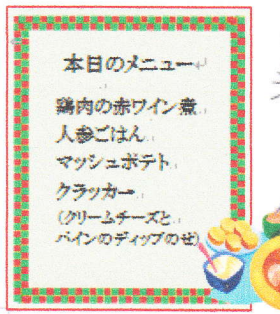 本日のメニュー
鶏肉の赤ワイン煮
人参ごはん
マッシュポテト
クラッカー
(クリームチーズと
パインのディップのせ)